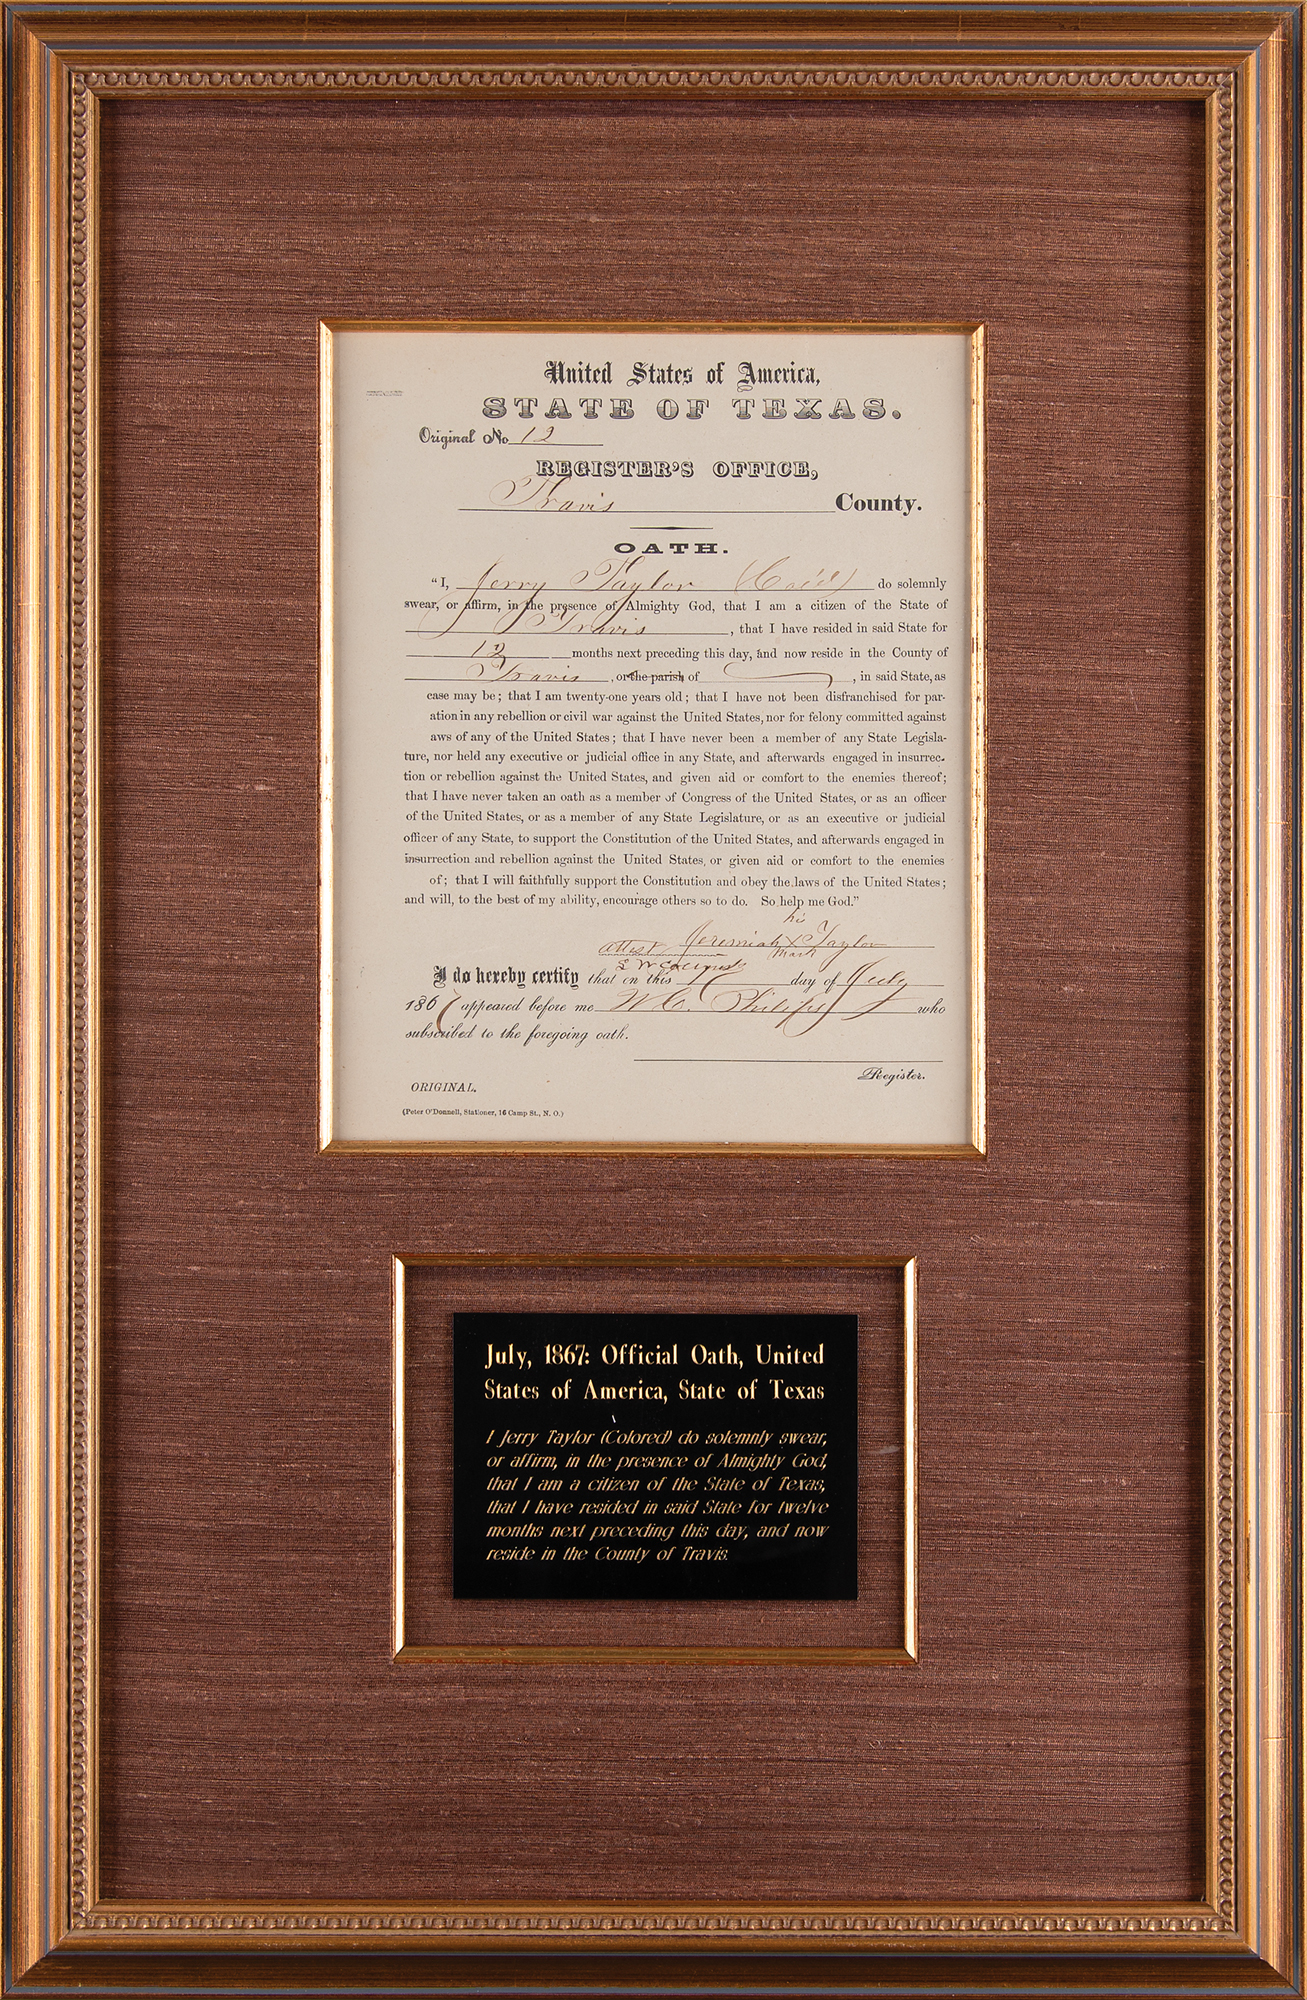 United States of America,
STATE OF TEXAS.
Original No 12
REGISTER'S OFFICE,
Travis County.
OATH.
"I, Jerry Taylor (Col'd) do solemnly
swear, or affirm, in the presence of Almighty God, that I am a citizen of the State of
Travis, that I have resided in said State for
12 months next preceding this day, and now reside in the County of
Travis, or the parish of , in said State, as
case may be; that I am twenty-one years old; that I have not been disfranchised for par-
ation in any rebellion or civil war against the United States, nor for felony committed against
aws of any of the United States; that I have never been a member of any State Legisla-
ture, nor held any executive or judicial office in any State, and afterwards engaged in insurrec-
tion or rebellion against the United States, and given aid or comfort to the enemies thereof;
that I have never taken an oath as a member of Congress of the United States, or as an officer
of the United States, or as a member of any State Legislature, or as an executive or judicial
officer of any State, to support the Constitution of the United States, and afterwards engaged in
insurrection and rebellion against the United States, or given aid or comfort to the enemies
of; that I will faithfully support the Constitution and obey the laws of the United States;
and will, to the best of my ability, encourage others so to do. So help me God."
his
Attest Jeremiah X Taylor
mark
I do hereby certify that on this day of July
1867 appeared before me W. C. Philips who
subscribed to the foregoing oath.
Register.
ORIGINAL.
(Peter O'Donnell, Stationer, 16 Camp St., N. O.)
July, 1867: Official Oath, United
States of America, State of Texas
I Jerry Taylor (Colored) do solemnly swear,
or affirm, in the presence of Almighty God,
that I am a citizen of the State of Texas,
that I have resided in said State for twelve
months next preceding this day, and now
reside in the County of Travis.